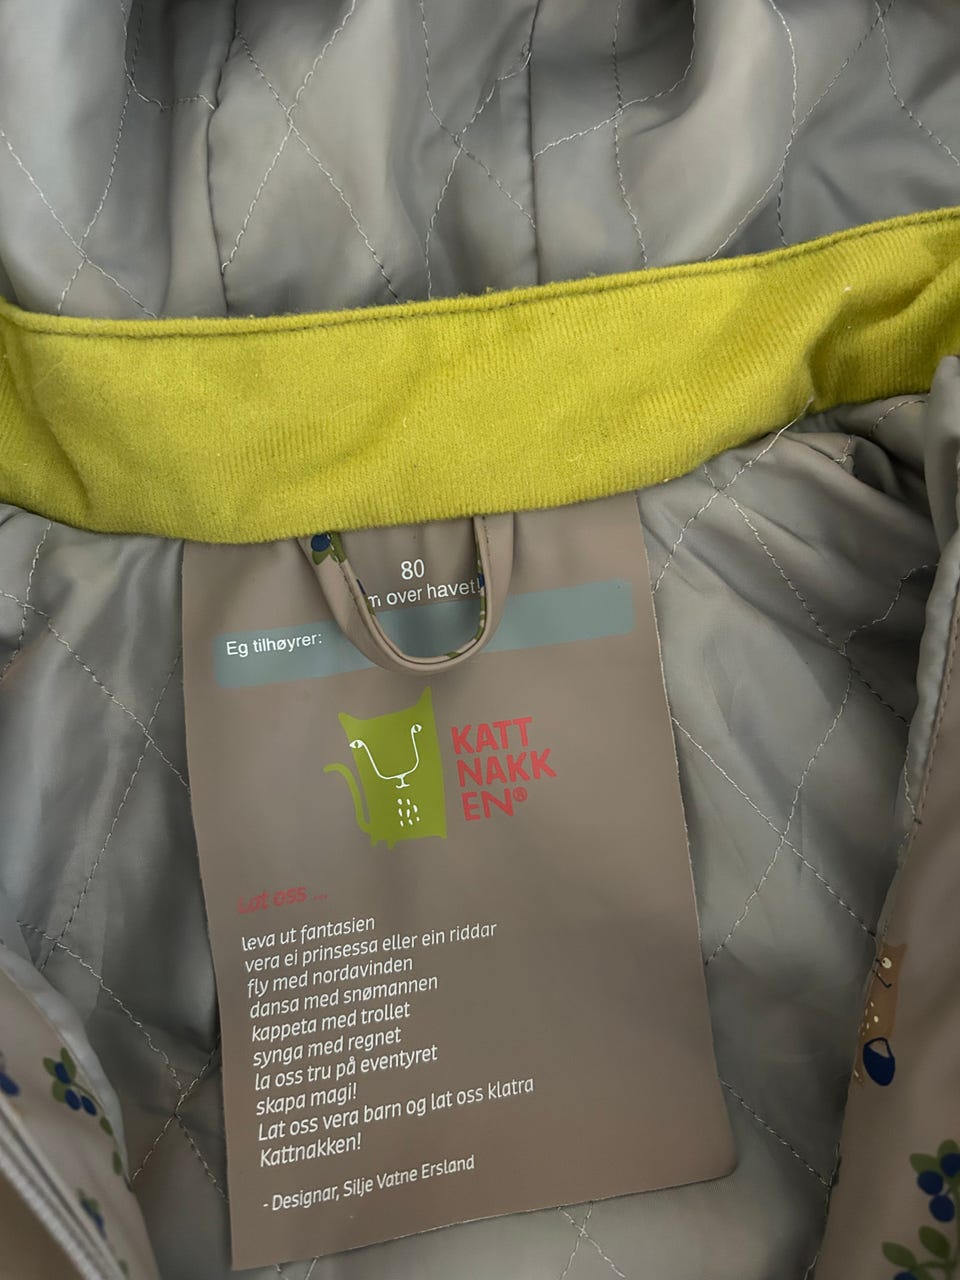 80
m over havet!
Eg tilhøyrer:
KATT
NAKK
EN®
Lat oss ...
leva ut fantasien
vera ei prinsessa eller ein riddar
fly med nordavinden
dansa med snømannen
kappeta med trollet
synga med regnet
la oss tru på eventyret
skapa magi!
Lat oss vera barn og lat oss klatra
Kattnakken!
- Designar, Silje Vatne Ersland